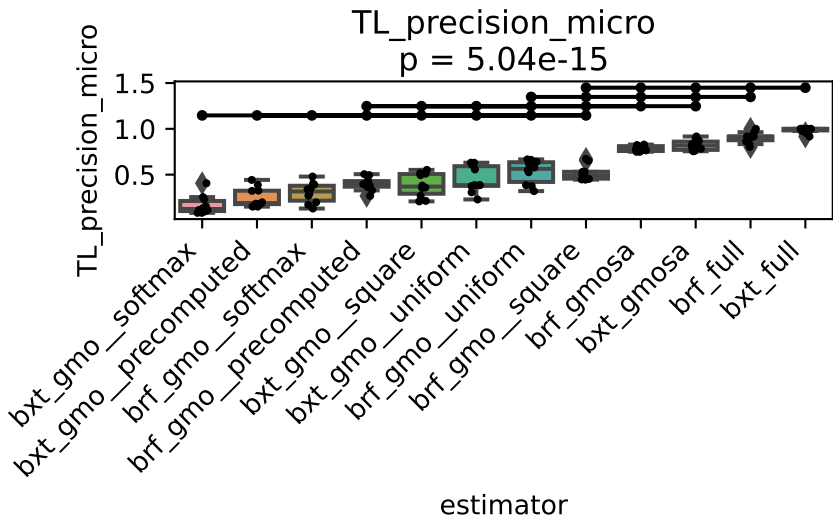 TL_precision_micro
p = 5.04e-15
TL_precision_micro
1.5
1.0
0.5
bxt_gmo__softmax
bxt_gmo__precomputed
brf_gmo__softmax
brf_gmo__precomputed
bxt_gmo__square
bxt_gmo__uniform
brf_gmo__uniform
brf_gmo__square
brf_gmosa
bxt_gmosa
brf_full
bxt_full
estimator